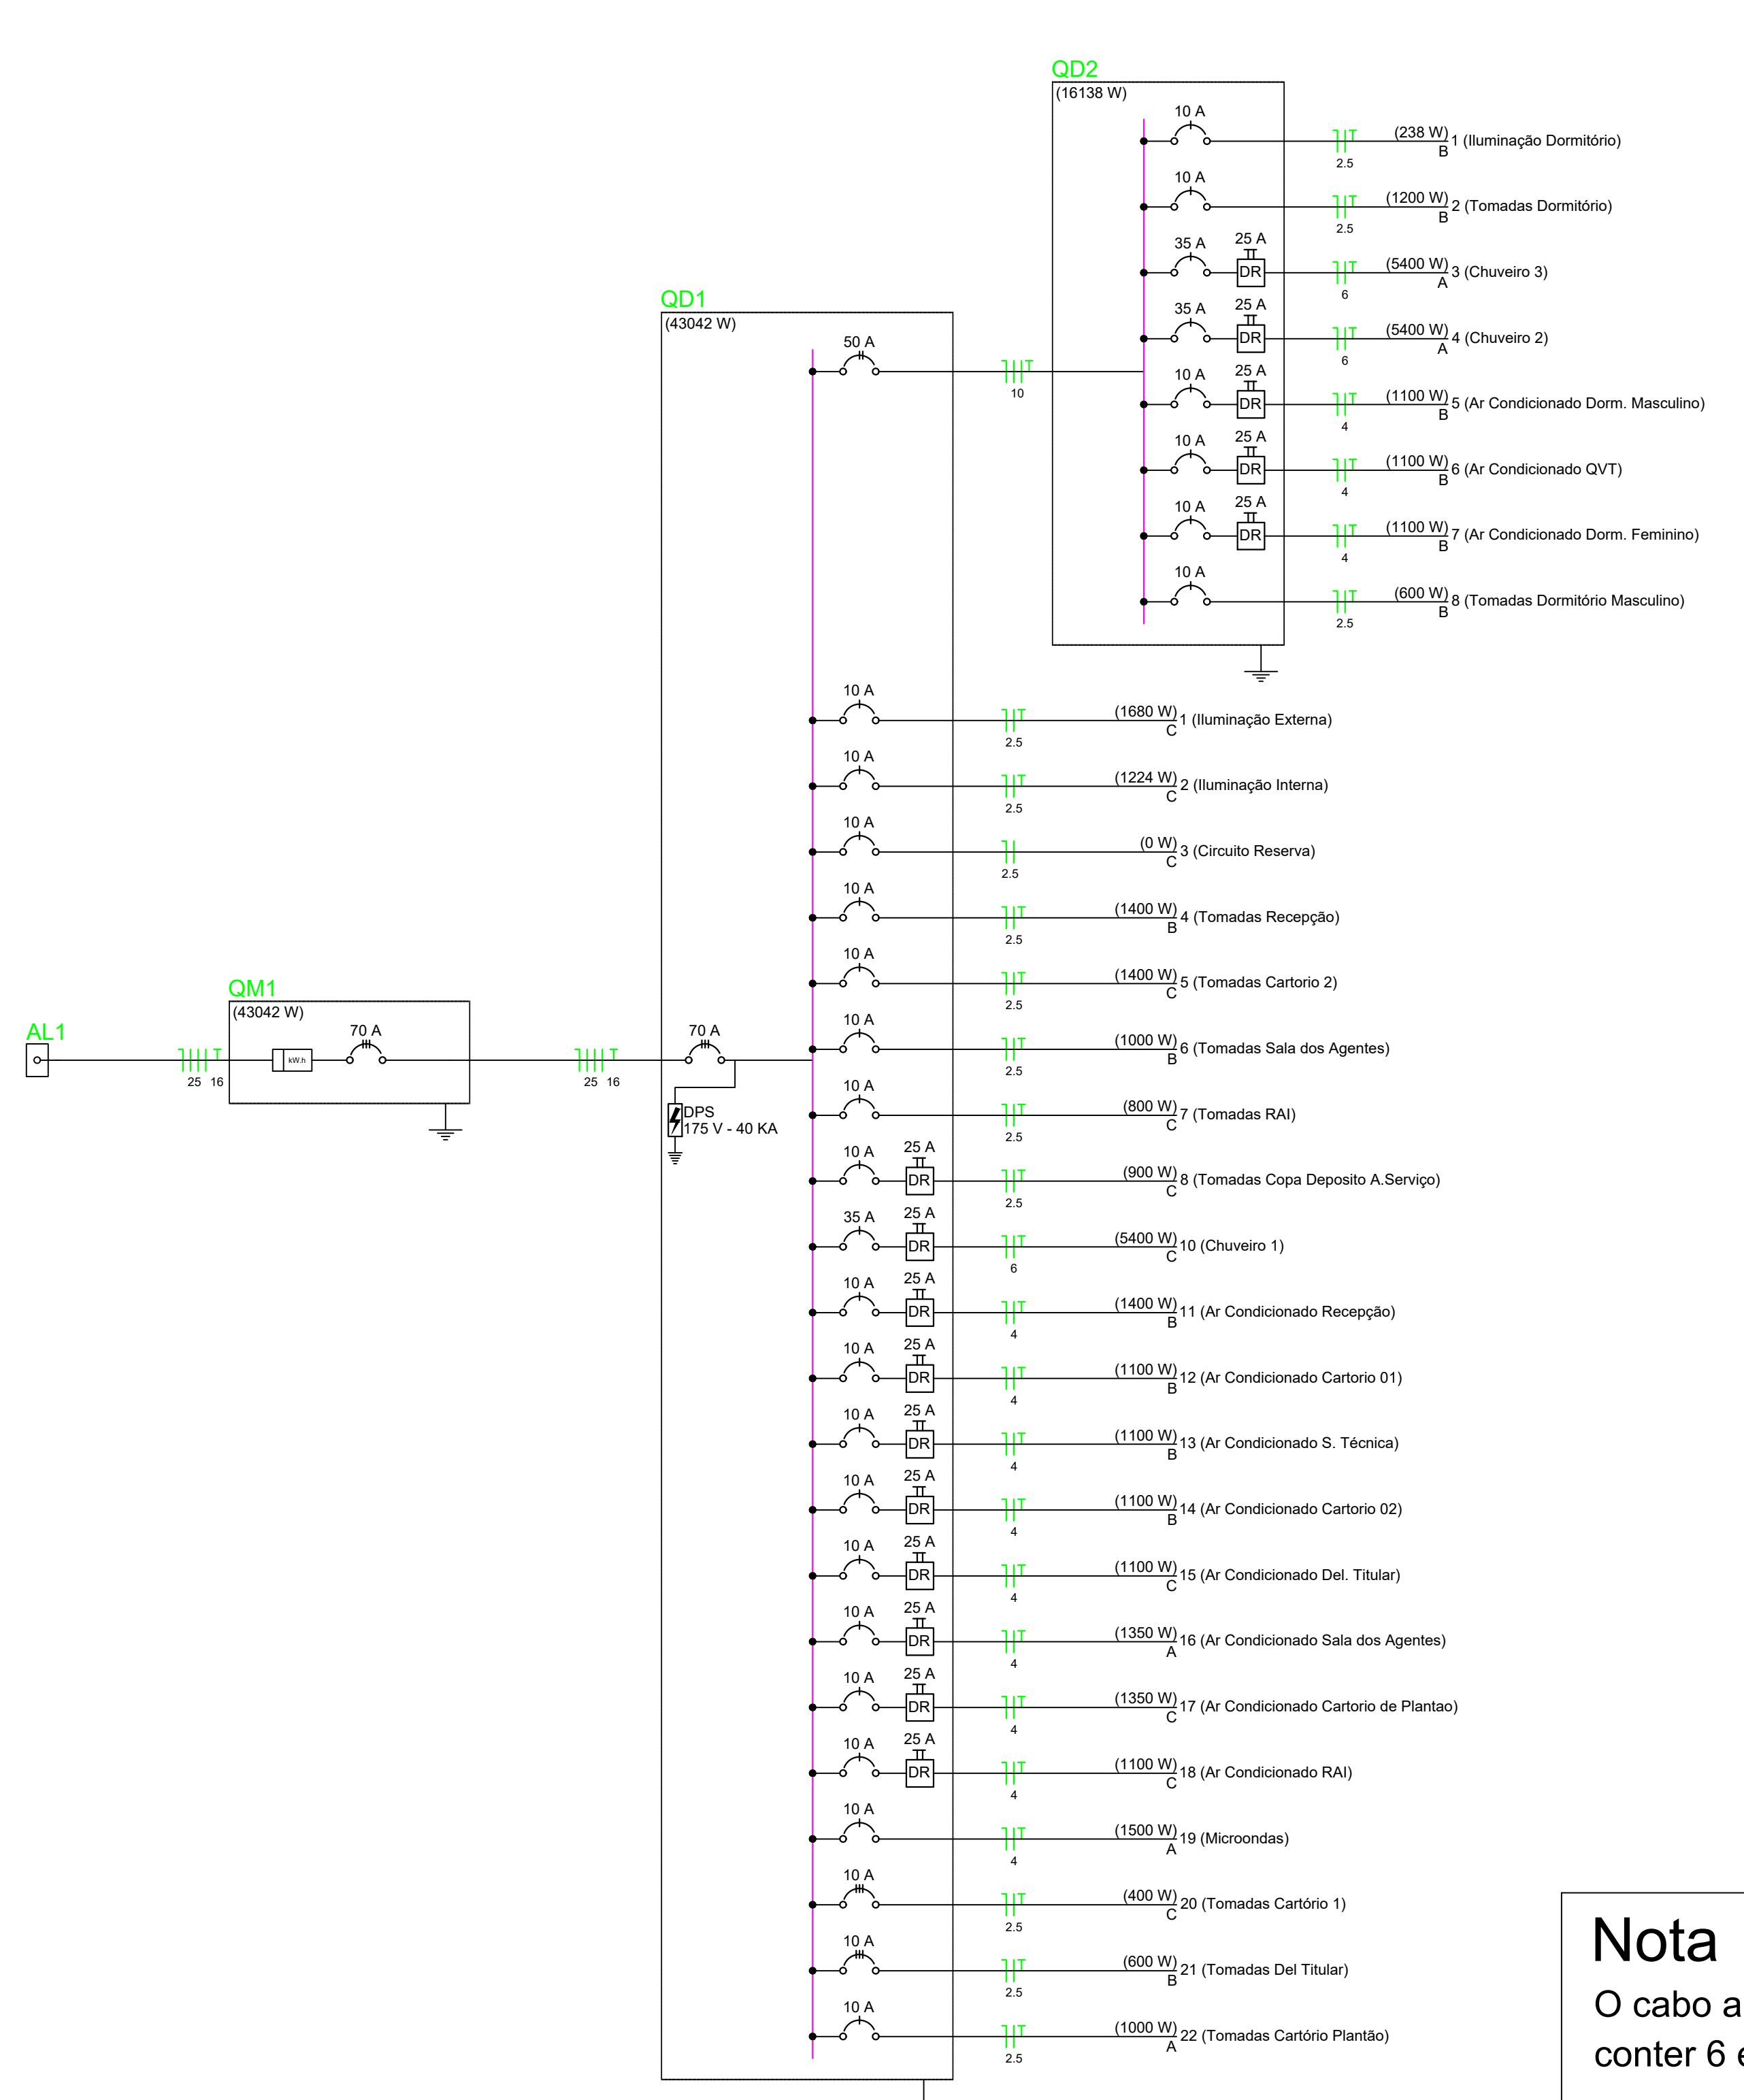 QD2
(16138 W)
10 A
(238 W)
B
1 (Iluminação Dormitório)
2.5
10 A
(1200 W)
B
2 (Tomadas Dormitório)
2.5
35 A
25 A
DR
(5400 W)
A
3 (Chuveiro 3)
6
35 A
25 A
DR
(5400 W)
A
4 (Chuveiro 2)
6
10 A
25 A
DR
(1100 W)
B
5 (Ar Condicionado Dorm. Masculino)
4
10 A
25 A
DR
(1100 W)
B
6 (Ar Condicionado QVT)
4
10 A
25 A
DR
(1100 W)
B
7 (Ar Condicionado Dorm. Feminino)
4
10 A
(600 W)
B
8 (Tomadas Dormitório Masculino)
2.5
QD1
(43042 W)
50 A
10
10 A
(1680 W)
C
1 (Iluminação Externa)
2.5
10 A
(1224 W)
C
2 (Iluminação Interna)
2.5
10 A
(0 W)
C
3 (Circuito Reserva)
2.5
10 A
(1400 W)
B
4 (Tomadas Recepção)
2.5
10 A
(1400 W)
C
5 (Tomadas Cartorio 2)
2.5
10 A
(1000 W)
B
6 (Tomadas Sala dos Agentes)
2.5
AL1
25 16
QM1
(43042 W)
kW.h
70 A
25 16
70 A
DPS
175 V - 40 KA
10 A
(800 W)
C
7 (Tomadas RAI)
2.5
10 A
25 A
DR
(900 W)
C
8 (Tomadas Copa Deposito A.Serviço)
2.5
35 A
25 A
DR
(5400 W)
C
10 (Chuveiro 1)
6
10 A
25 A
DR
(1400 W)
B
11 (Ar Condicionado Recepção)
4
10 A
25 A
DR
(1100 W)
B
12 (Ar Condicionado Cartorio 01)
4
10 A
25 A
DR
(1100 W)
B
13 (Ar Condicionado S. Técnica)
4
10 A
25 A
DR
(1100 W)
B
14 (Ar Condicionado Cartorio 02)
4
10 A
25 A
DR
(1100 W)
C
15 (Ar Condicionado Del. Titular)
4
10 A
25 A
DR
(1350 W)
A
16 (Ar Condicionado Sala dos Agentes)
4
10 A
25 A
DR
(1350 W)
C
17 (Ar Condicionado Cartorio de Plantao)
4
10 A
25 A
DR
(1100 W)
C
18 (Ar Condicionado RAI)
4
10 A
(1500 W)
A
19 (Microondas)
4
10 A
(400 W)
C
20 (Tomadas Cartório 1)
2.5
10 A
(600 W)
B
21 (Tomadas Del Titular)
2.5
10 A
(1000 W)
A
22 (Tomadas Cartório Plantão)
2.5
Nota
O cabo a
conter 6 e